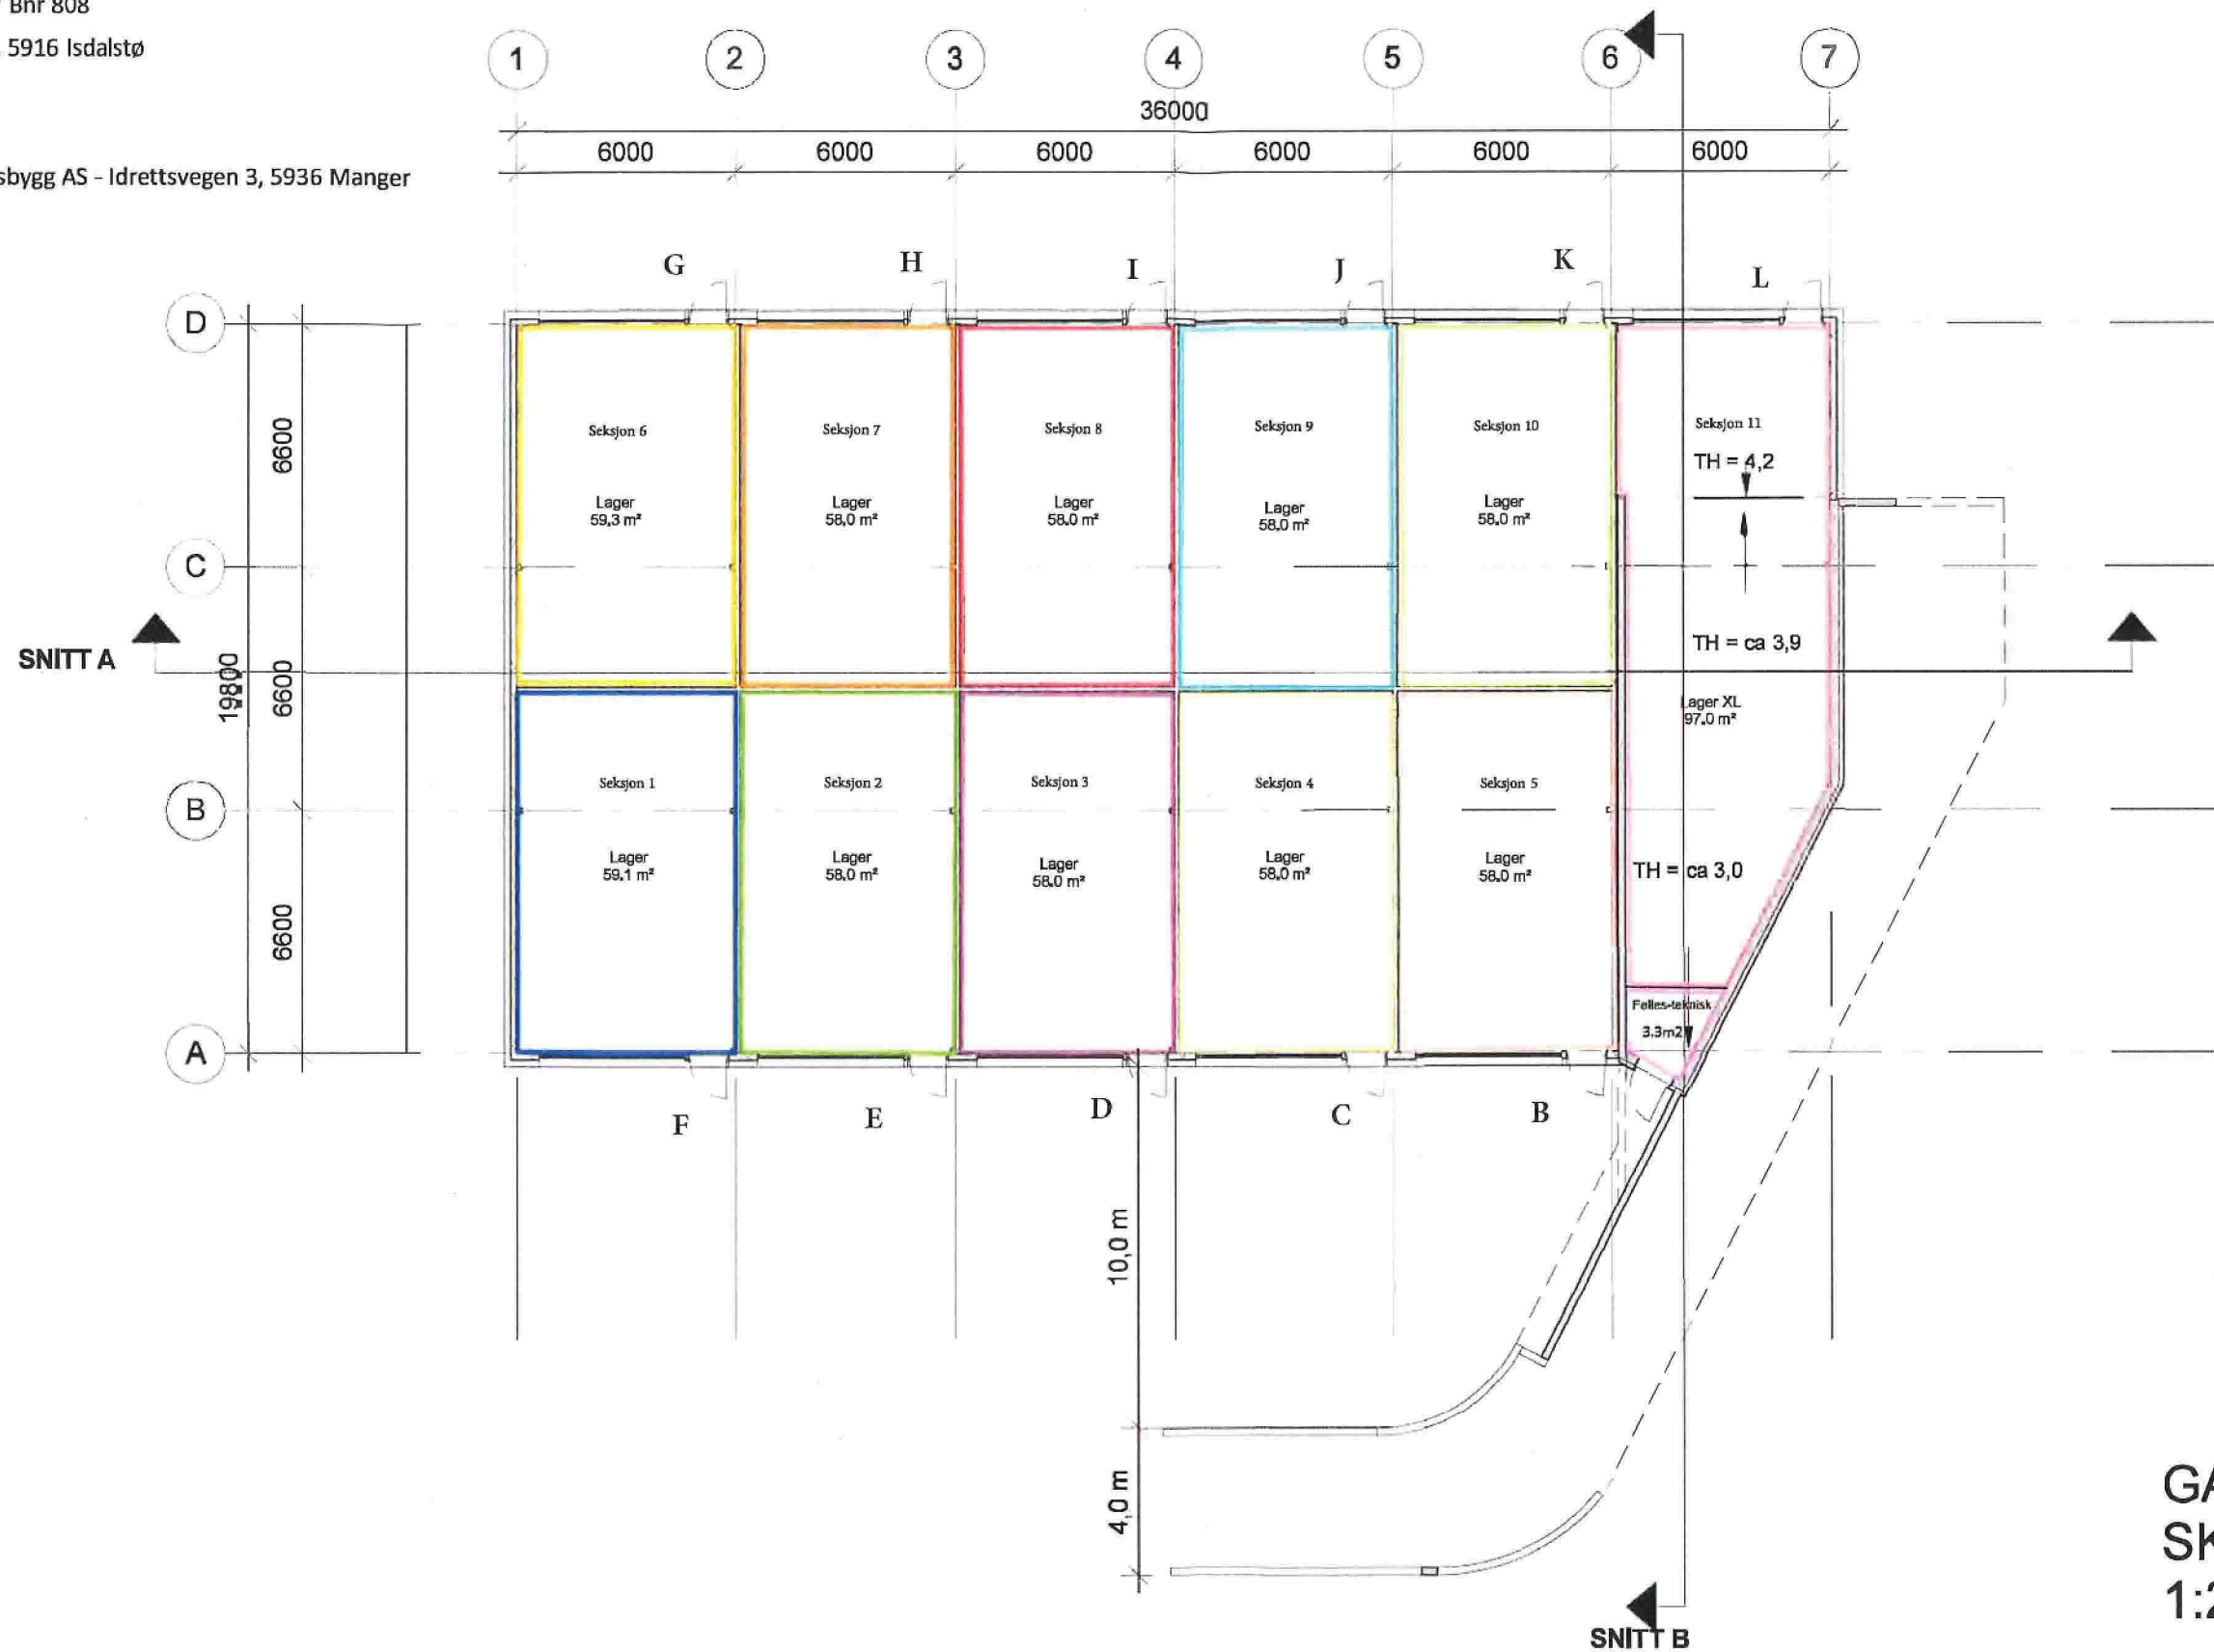 Bnr 808
5916 Isdalstø
1 2 3 4 5 6 7
36000
6000 6000 6000 6000 6000 6000
sbygg AS - Idrettsvegen 3, 5936 Manger
G H I J K L
D
Seksjon 6 Seksjon 7 Seksjon 8 Seksjon 9 Seksjon 10 Seksjon 11
6600
TH = 4,2
Lager
59,3 m²
Lager
58,0 m²
Lager
58.0 m²
Lager
58.0 m²
Lager
58.0 m²
C
SNITT A
TH = ca 3,9
19800
6600
Lager XL
97.0 m²
Seksjon 1 Seksjon 2 Seksjon 3 Seksjon 4 Seksjon 5
B
Lager
59.1 m²
Lager
58.0 m²
Lager
58.0 m²
Lager
58,0 m²
Lager
58.0 m²
TH = ca 3,0
6600
Felles-teknisk
3.3m2
A
F E D C B
10,0 m
4,0 m
GA
SK
1:2
SNITT B